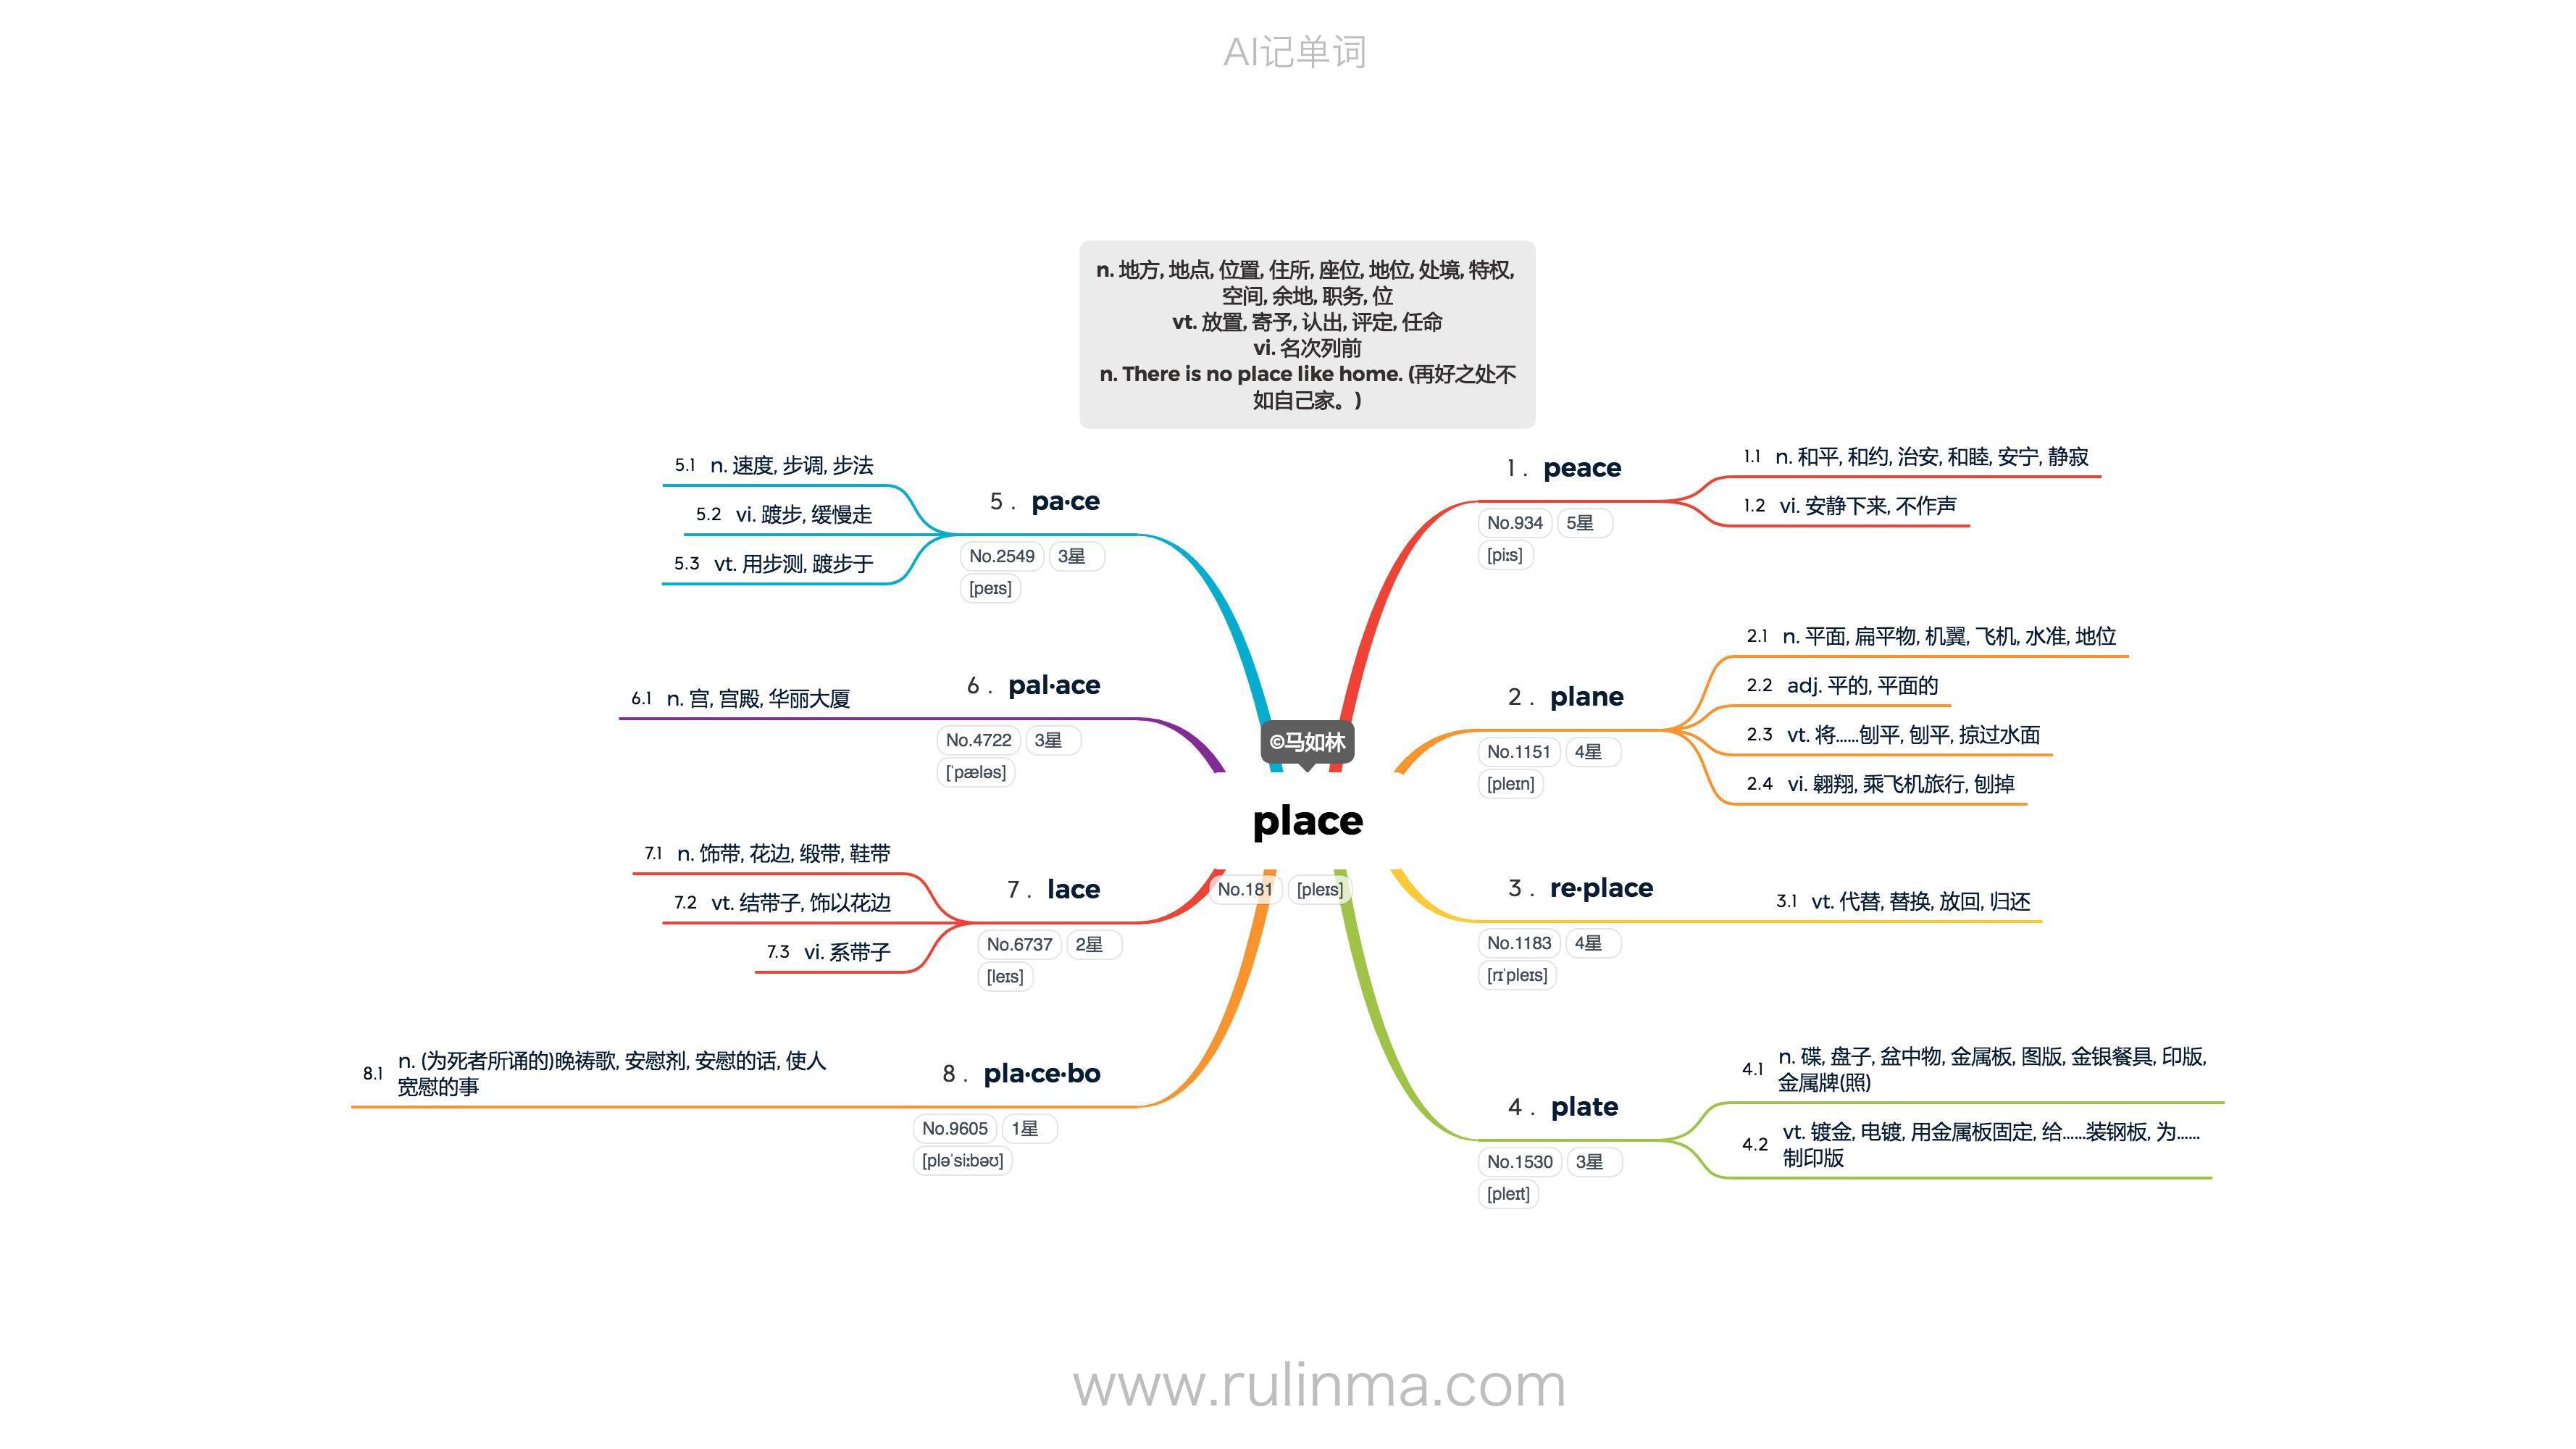 AI记单词
n. 地方, 地点, 位置, 住所, 座位, 地位, 处境, 特权,
空间, 余地, 职务, 位
vt. 放置, 寄予, 认出, 评定, 任命
vi. 名次列前
n. There is no place like home. (再好之处不
如自己家。)
©马如林
place
No.181 [pleɪs]
1 . peace
No.934 5星
[piːs]
1.1 n. 和平, 和约, 治安, 和睦, 安宁, 静寂
1.2 vi. 安静下来, 不作声
2 . plane
No.1151 4星
[pleɪn]
2.1 n. 平面, 扁平物, 机翼, 飞机, 水准, 地位
2.2 adj. 平的, 平面的
2.3 vt. 将……刨平, 刨平, 掠过水面
2.4 vi. 翱翔, 乘飞机旅行, 刨掉
3 . re·place
No.1183 4星
[rɪˈpleɪs]
3.1 vt. 代替, 替换, 放回, 归还
4 . plate
No.1530 3星
[pleɪt]
4.1 n. 碟, 盘子, 盆中物, 金属板, 图版, 金银餐具, 印版,
金属牌(照)
4.2 vt. 镀金, 电镀, 用金属板固定, 给……装钢板, 为……
制印版
5 . pa·ce
No.2549 3星
[peɪs]
5.1 n. 速度, 步调, 步法
5.2 vi. 踱步, 缓慢走
5.3 vt. 用步测, 踱步于
6 . pal·ace
No.4722 3星
[ˈpæləs]
6.1 n. 宫, 宫殿, 华丽大厦
7 . lace
No.6737 2星
[leɪs]
7.1 n. 饰带, 花边, 缎带, 鞋带
7.2 vt. 结带子, 饰以花边
7.3 vi. 系带子
8 . pla·ce·bo
No.9605 1星
[pləˈsiːbəʊ]
8.1 n. (为死者所诵的)晚祷歌, 安慰剂, 安慰的话, 使人
宽慰的事
www.rulinma.com